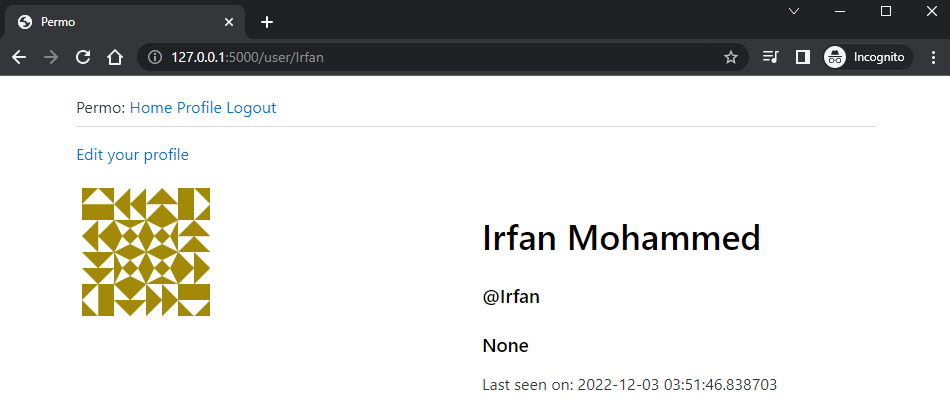 Permo
127.0.0.1:5000/user/Irfan
Incognito
Permo: Home Profile Logout
Edit your profile
Irfan Mohammed
@Irfan
None
Last seen on: 2022-12-03 03:51:46.838703